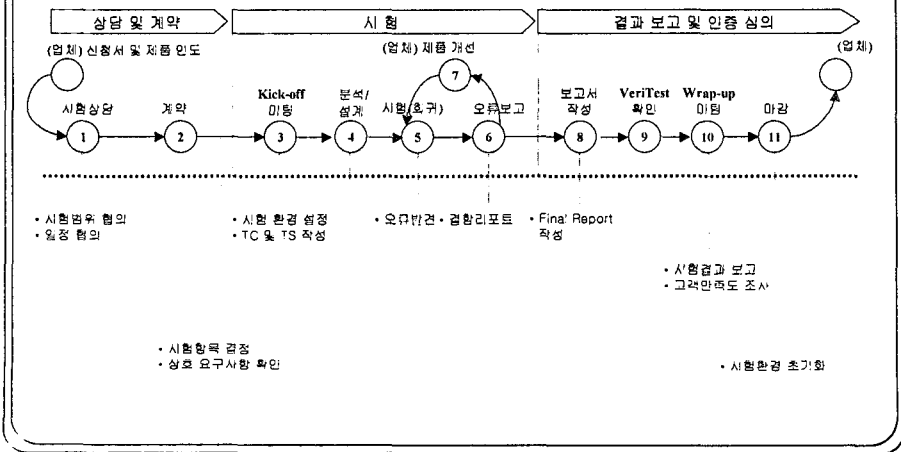 상담 및 계약
시 험
결과 보고 및 인증 심의
(업체) 신청서 및 제품 인도
(업체) 제품 개선
(업체)
7
시험상담
계약
Kick-off
미팅
분석/
설계
시험(회귀)
오류보고
보고서
작성
VeriTest
확인
Wrap-up
미팅
마감
1
2
3
4
5
6
8
9
10
11
• 시험범위 협의
• 일정 협의
• 시험 환경 설정
• TC 및 TS 작성
• 오류발견
• 결함리포트
• Final Report
작성
• 시험결과 보고
• 고객만족도 조사
• 시험항목 결정
• 상호 요구사항 확인
• 시험환경 초기화